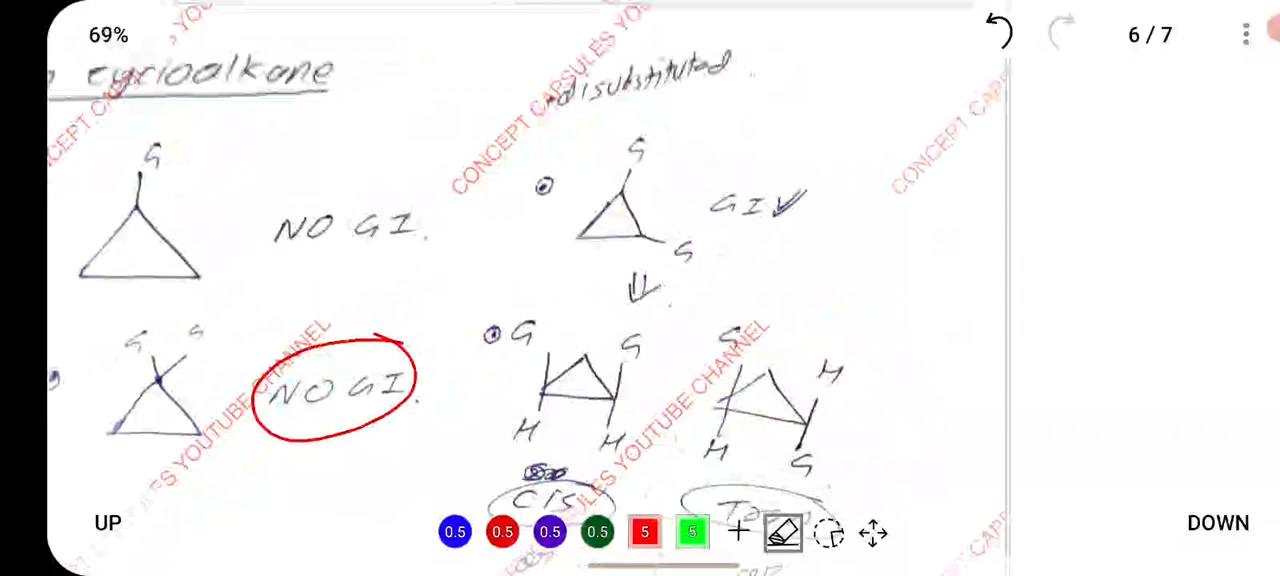 69%
6 / 7
cycloalkane
disubstituted
G
NO GI.
G
G
GI
G G
NO GI.
G
G
H
H
Cis
G
H
H
G
Trans
CONCEPT CAPSULES YOUTUBE CHANNEL
UP
0.5 0.5 0.5 0.5 5 5
DOWN